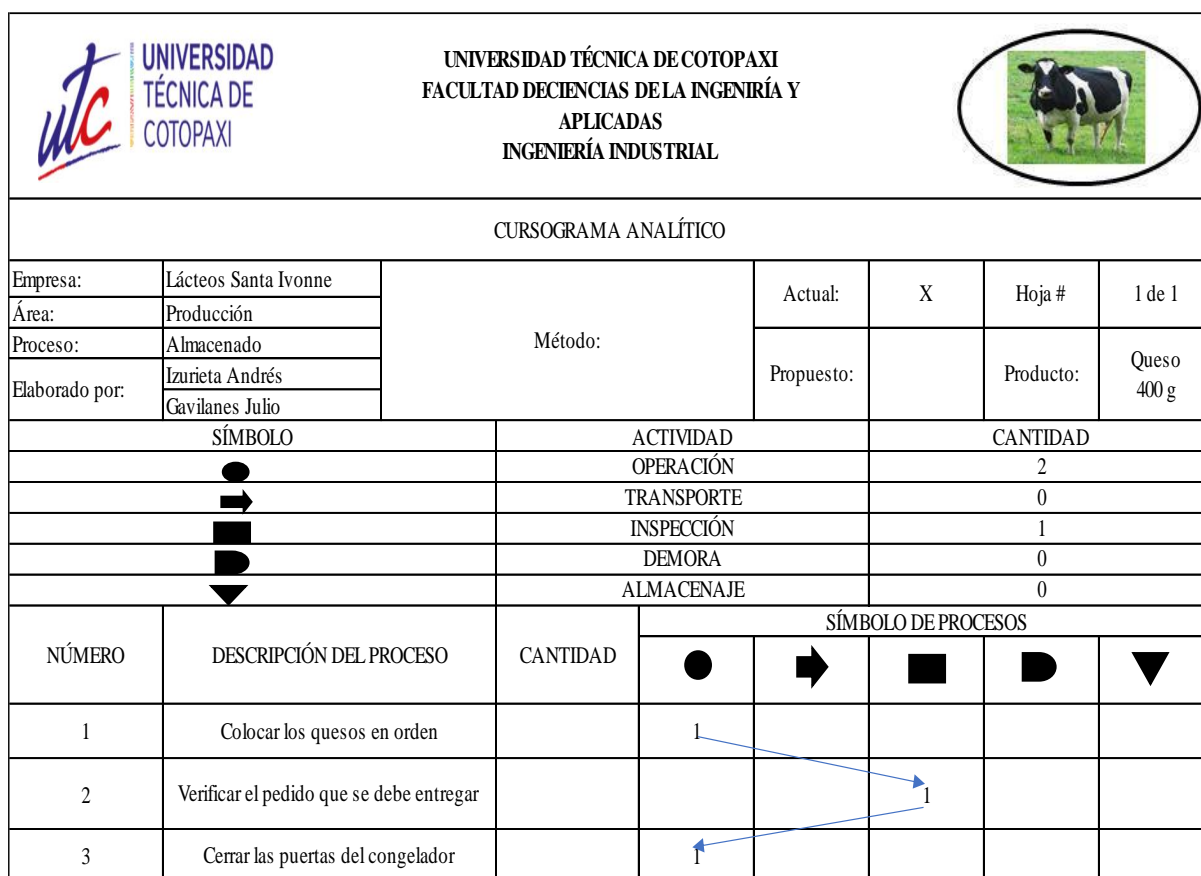 UNIVERSIDAD
TÉCNICA DE
COTOPAXI
utc
UNIVERSIDAD TÉCNICA DE COTOPAXI
FACULTAD DECIENCIAS DE LA INGENIRÍA Y
APLICADAS
INGENIERÍA INDUSTRIAL
CURSOGRAMA ANALÍTICO
Empresa: Lácteos Santa Ivonne
Área: Producción
Proceso: Almacenado
Elaborado por: Izurieta Andrés
Gavilanes Julio
Método:
Actual: X Hoja # 1 de 1
Propuesto: Producto: Queso
400 g
SÍMBOLO ACTIVIDAD CANTIDAD
OPERACIÓN 2
TRANSPORTE 0
INSPECCIÓN 1
DEMORA 0
ALMACENAJE 0
NÚMERO DESCRIPCIÓN DEL PROCESO CANTIDAD SÍMBOLO DE PROCESOS
1 Colocar los quesos en orden 1
2 Verificar el pedido que se debe entregar 1
3 Cerrar las puertas del congelador 1